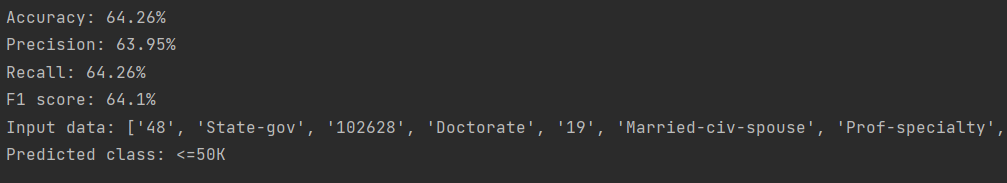 Accuracy: 64.26%
Precision: 63.95%
Recall: 64.26%
F1 score: 64.1%
Input data: ['48', 'State-gov', '102628', 'Doctorate', '19', 'Married-civ-spouse', 'Prof-specialty',
Predicted class: <=50K